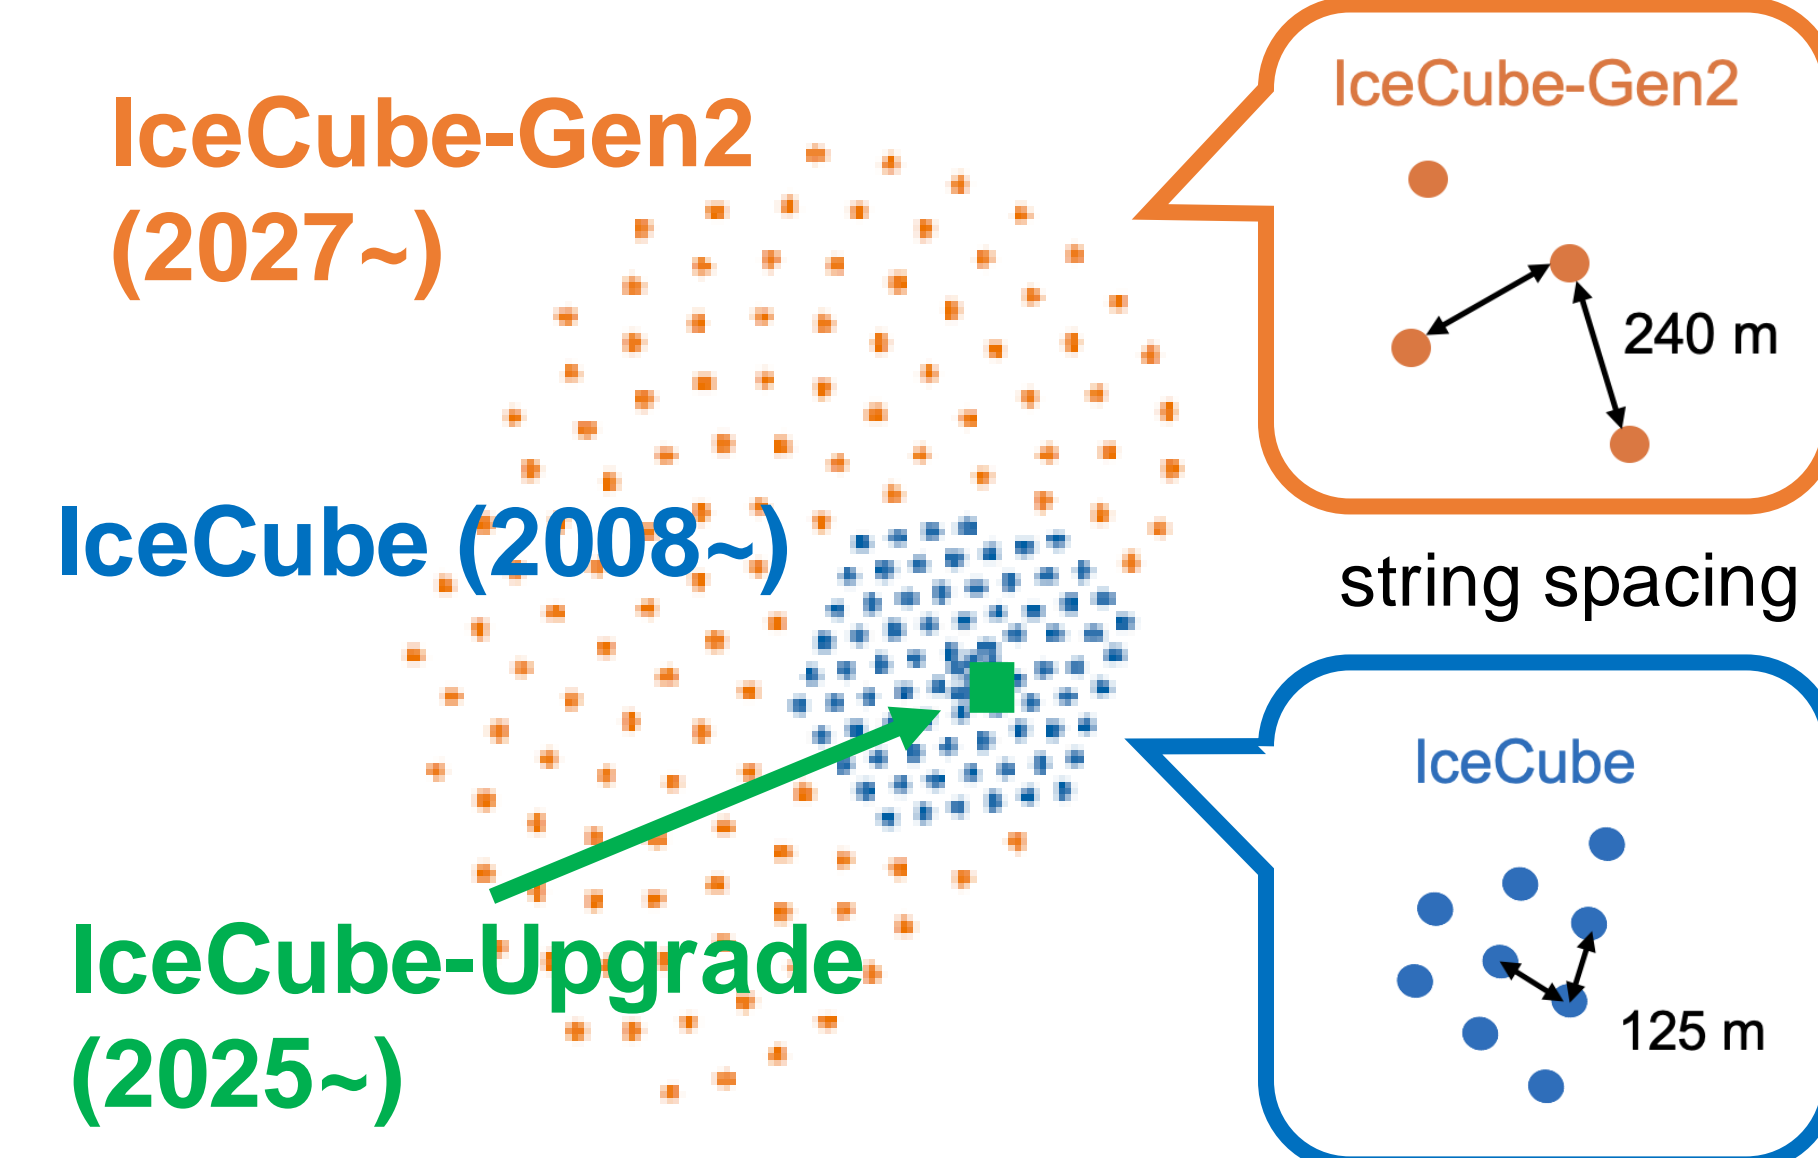 IceCube-Gen2
(2027~)
IceCube (2008~)
IceCube-Upgrade
(2025~)
IceCube-Gen2
240 m
string spacing
IceCube
125 m